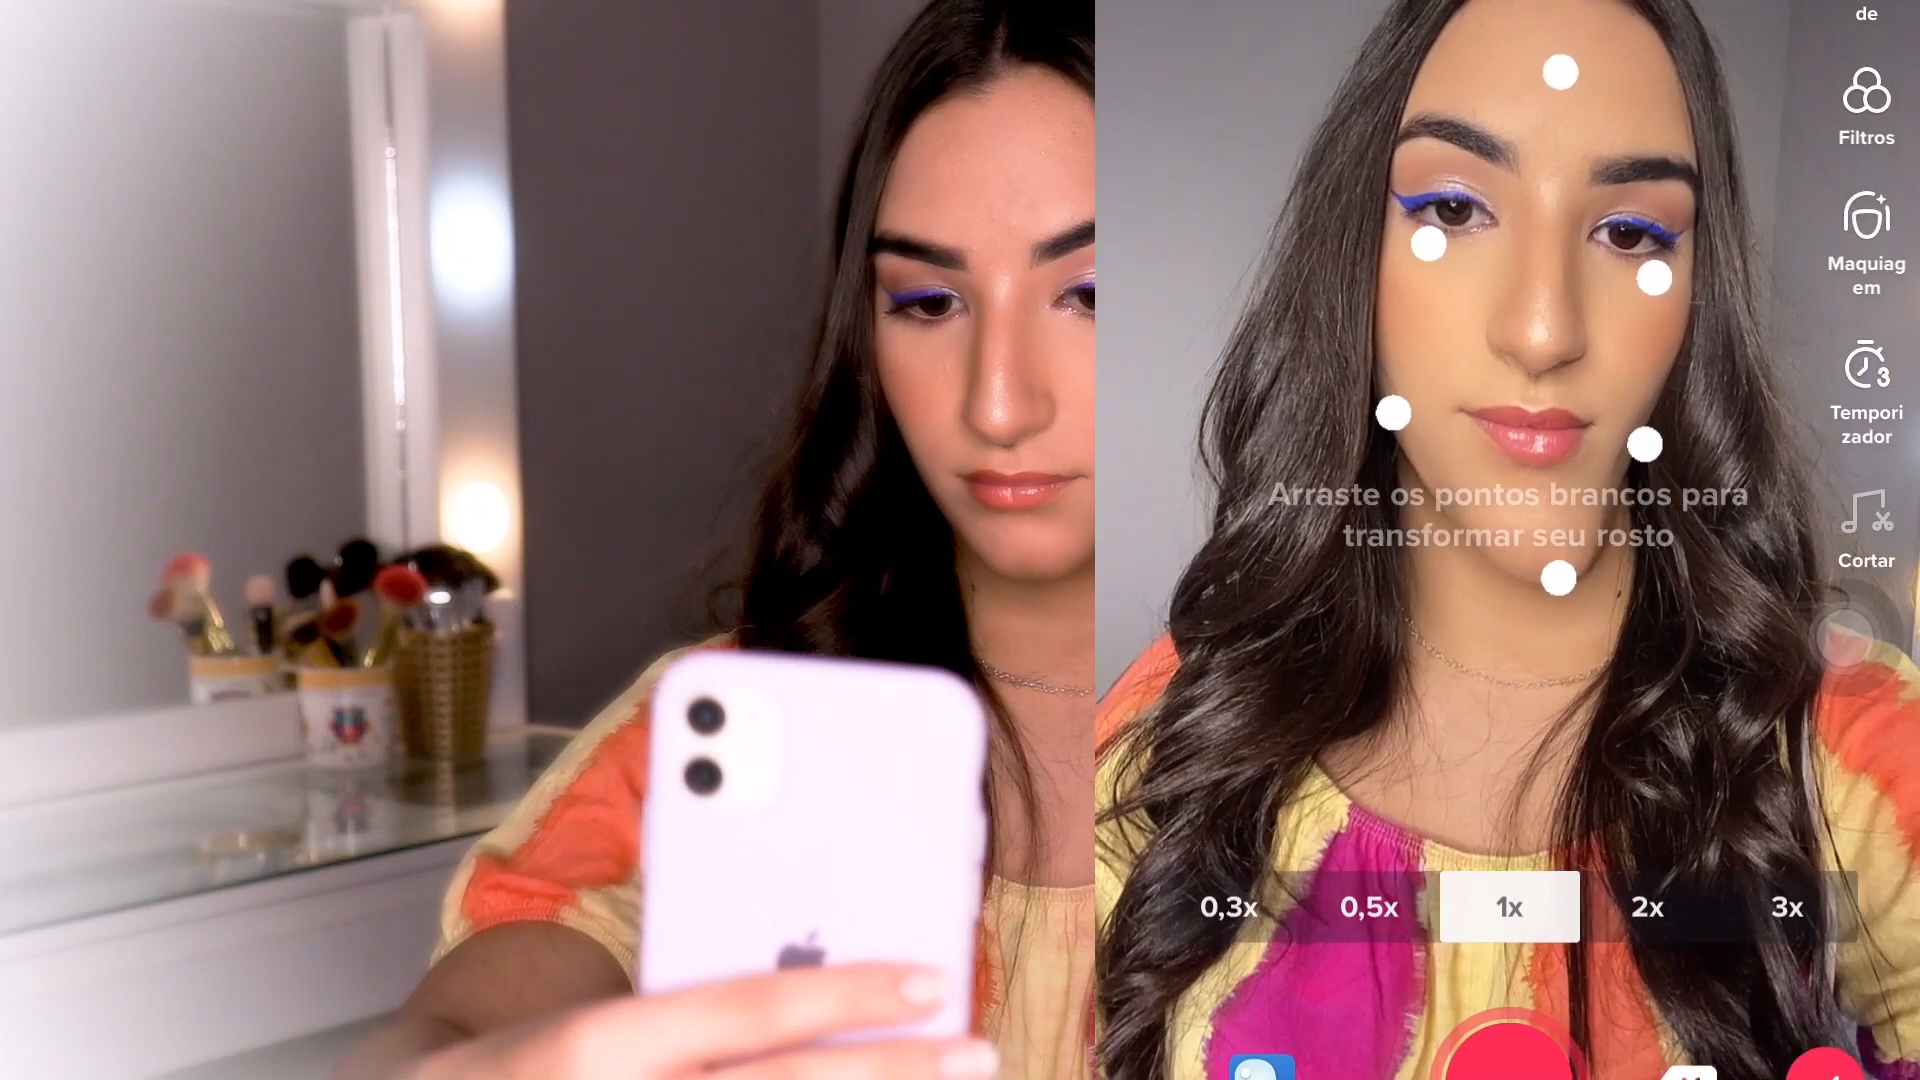 de
Filtros
Maquiag
em
3
Tempori
zador
Cortar
Arraste os pontos brancos para
transformar seu rosto
0,3x 0,5x 1x 2x 3x